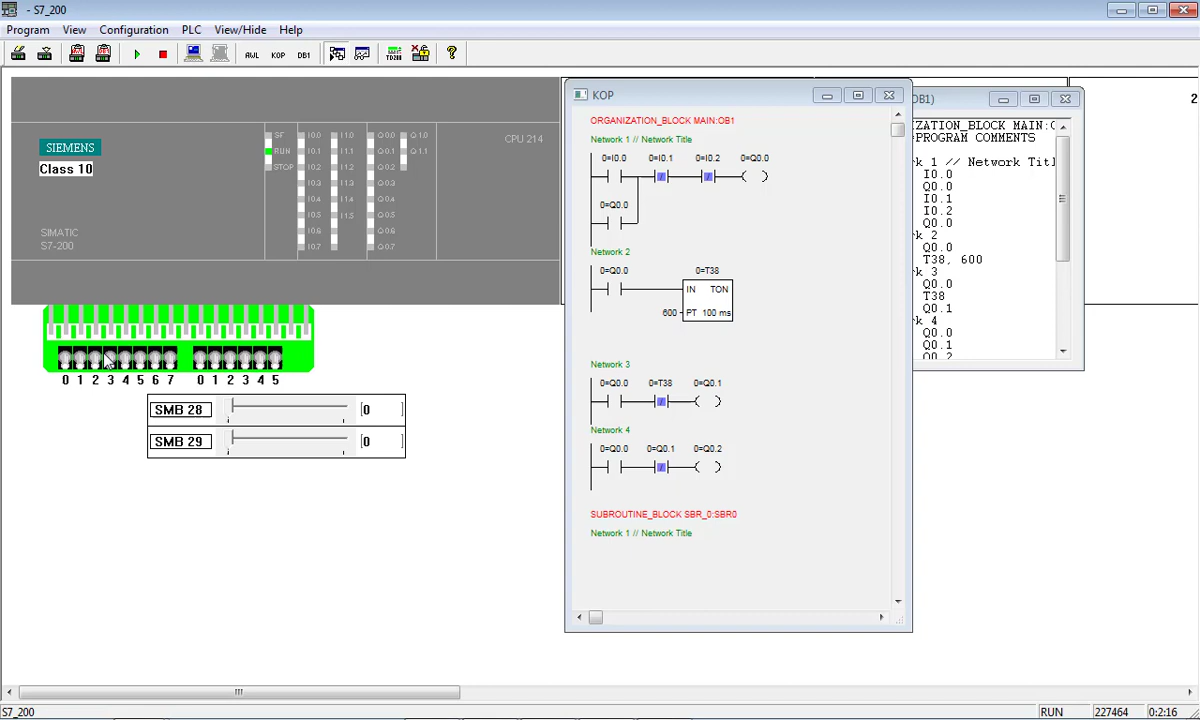 - S7_200
Program View Configuration PLC View/Hide Help
AWL KOP DB1 TD200 ?
SIEMENS
Class 10
SIMATIC
S7-200
CPU 214
SF I0.0 I1.0 Q0.0 Q1.0
RUN I0.1 I1.1 Q0.1 Q1.1
STOP I0.2 I1.2 Q0.2
I0.3 I1.3 Q0.3
I0.4 I1.4 Q0.4
I0.5 I1.5 Q0.5
I0.6 Q0.6
I0.7 Q0.7
0 1 2 3 4 5 6 7 0 1 2 3 4 5
SMB 28 [0 ]
SMB 29 [0 ]
KOP
ORGANIZATION_BLOCK MAIN:OB1
Network 1 // Network Title
0=I0.0 0=I0.1 0=I0.2 0=Q0.0
0=Q0.0
Network 2
0=Q0.0 0=T38
IN TON
600 PT 100 ms
Network 3
0=Q0.0 0=T38 0=Q0.1
Network 4
0=Q0.0 0=Q0.1 0=Q0.2
SUBROUTINE_BLOCK SBR_0:SBR0
Network 1 // Network Title
OB1)
IZATION_BLOCK MAIN:O
PROGRAM COMMENTS
k 1 // Network Titl
I0.0
Q0.0
I0.1
I0.2
Q0.0
k 2
Q0.0
T38, 600
k 3
Q0.0
T38
Q0.1
k 4
Q0.0
Q0.1
Q0.2
2
S7_200 RUN 227464 0:2:16